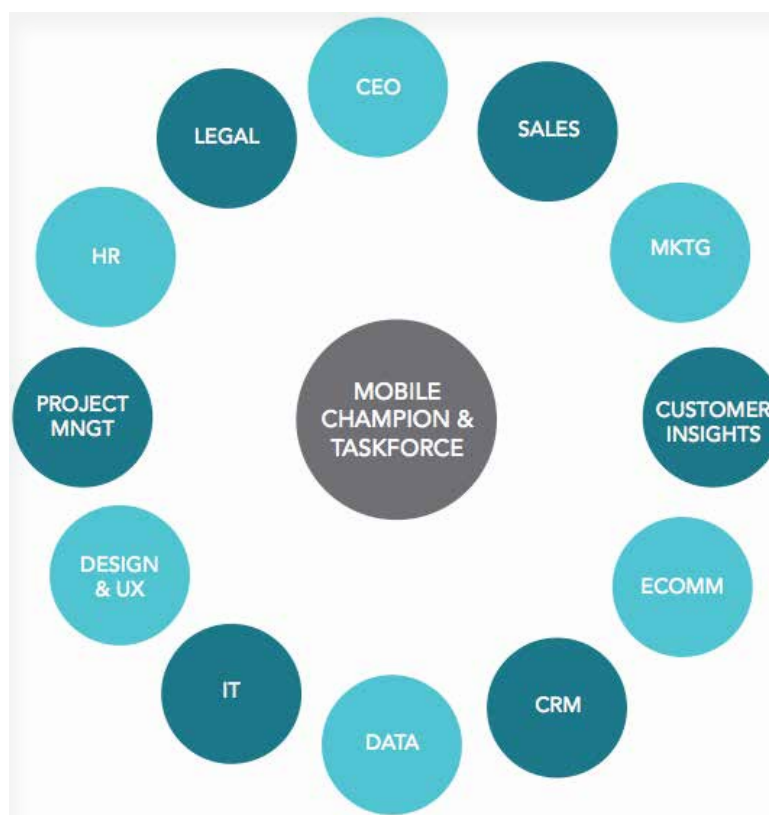 CEO
LEGAL
SALES
HR
MKTG
MOBILE
CHAMPION &
TASKFORCE
PROJECT
MNGT
CUSTOMER
INSIGHTS
DESIGN
& UX
ECOMM
IT
CRM
DATA